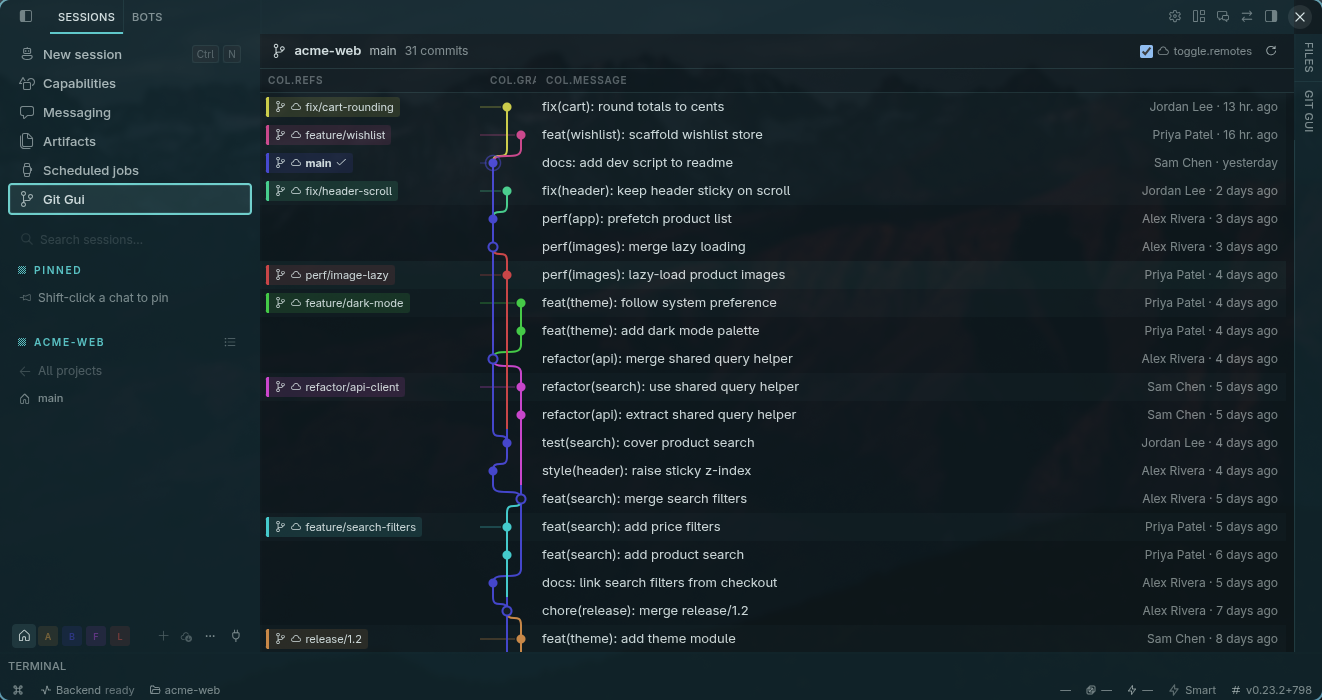 SESSIONS BOTS
New session Ctrl N
Capabilities
Messaging
Artifacts
Scheduled jobs
Git Gui
Search sessions...
PINNED
Shift-click a chat to pin
ACME-WEB
All projects
main
A B F L
acme-web main 31 commits toggle.remotes
COL.REFS COL.GRA COL.MESSAGE
fix/cart-rounding fix(cart): round totals to cents Jordan Lee · 13 hr. ago
feature/wishlist feat(wishlist): scaffold wishlist store Priya Patel · 16 hr. ago
main docs: add dev script to readme Sam Chen · yesterday
fix/header-scroll fix(header): keep header sticky on scroll Jordan Lee · 2 days ago
perf(app): prefetch product list Alex Rivera · 3 days ago
perf(images): merge lazy loading Alex Rivera · 3 days ago
perf/image-lazy perf(images): lazy-load product images Priya Patel · 4 days ago
feature/dark-mode feat(theme): follow system preference Priya Patel · 4 days ago
feat(theme): add dark mode palette Priya Patel · 4 days ago
refactor(api): merge shared query helper Alex Rivera · 4 days ago
refactor/api-client refactor(search): use shared query helper Sam Chen · 5 days ago
refactor(api): extract shared query helper Sam Chen · 5 days ago
test(search): cover product search Jordan Lee · 4 days ago
style(header): raise sticky z-index Alex Rivera · 4 days ago
feat(search): merge search filters Alex Rivera · 5 days ago
feature/search-filters feat(search): add price filters Priya Patel · 5 days ago
feat(search): add product search Priya Patel · 6 days ago
docs: link search filters from checkout Alex Rivera · 5 days ago
chore(release): merge release/1.2 Alex Rivera · 7 days ago
release/1.2 feat(theme): add theme module Sam Chen · 8 days ago
FILES
GIT GUI
TERMINAL
Backend ready acme-web — — — Smart # v0.23.2+798